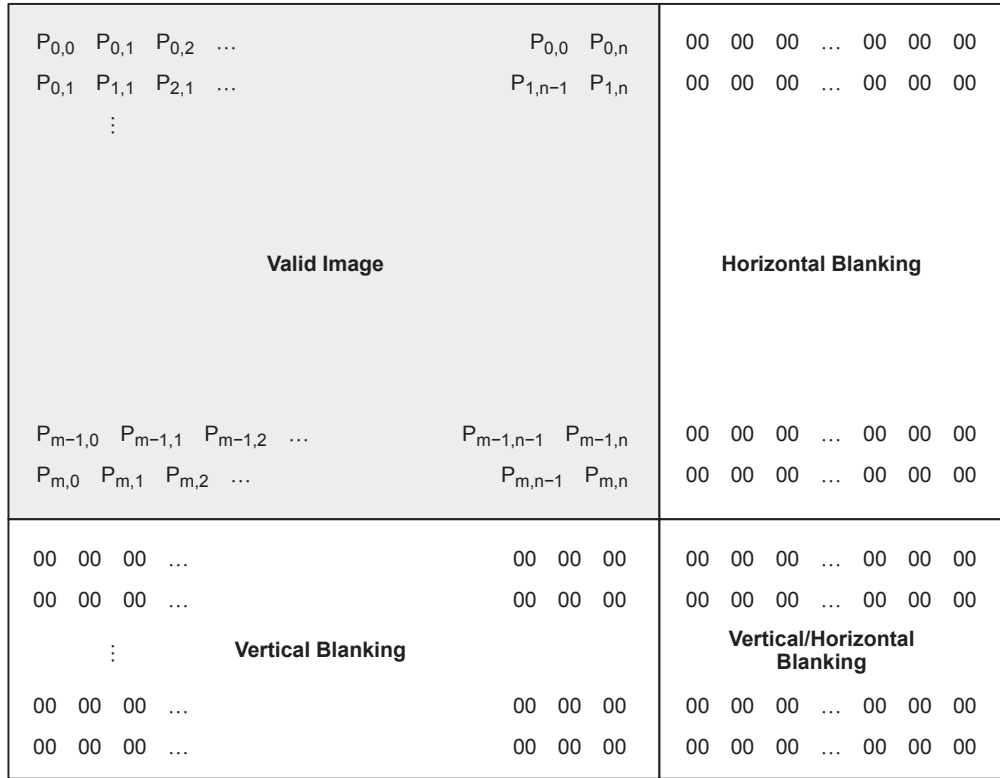 P0,0 P0,1 P0,2 … P0,0 P0,n 00 00 00 … 00 00 00
P0,1 P1,1 P2,1 … P1,n−1 P1,n 00 00 00 … 00 00 00
⋮
Valid Image Horizontal Blanking
Pm−1,0 Pm−1,1 Pm−1,2 … Pm−1,n−1 Pm−1,n 00 00 00 … 00 00 00
Pm,0 Pm,1 Pm,2 … Pm,n−1 Pm,n 00 00 00 … 00 00 00
00 00 00 … 00 00 00 00 00 00 … 00 00 00
00 00 00 … 00 00 00 00 00 00 … 00 00 00
⋮ Vertical Blanking Vertical/Horizontal
Blanking
00 00 00 … 00 00 00 00 00 00 … 00 00 00
00 00 00 … 00 00 00 00 00 00 … 00 00 00